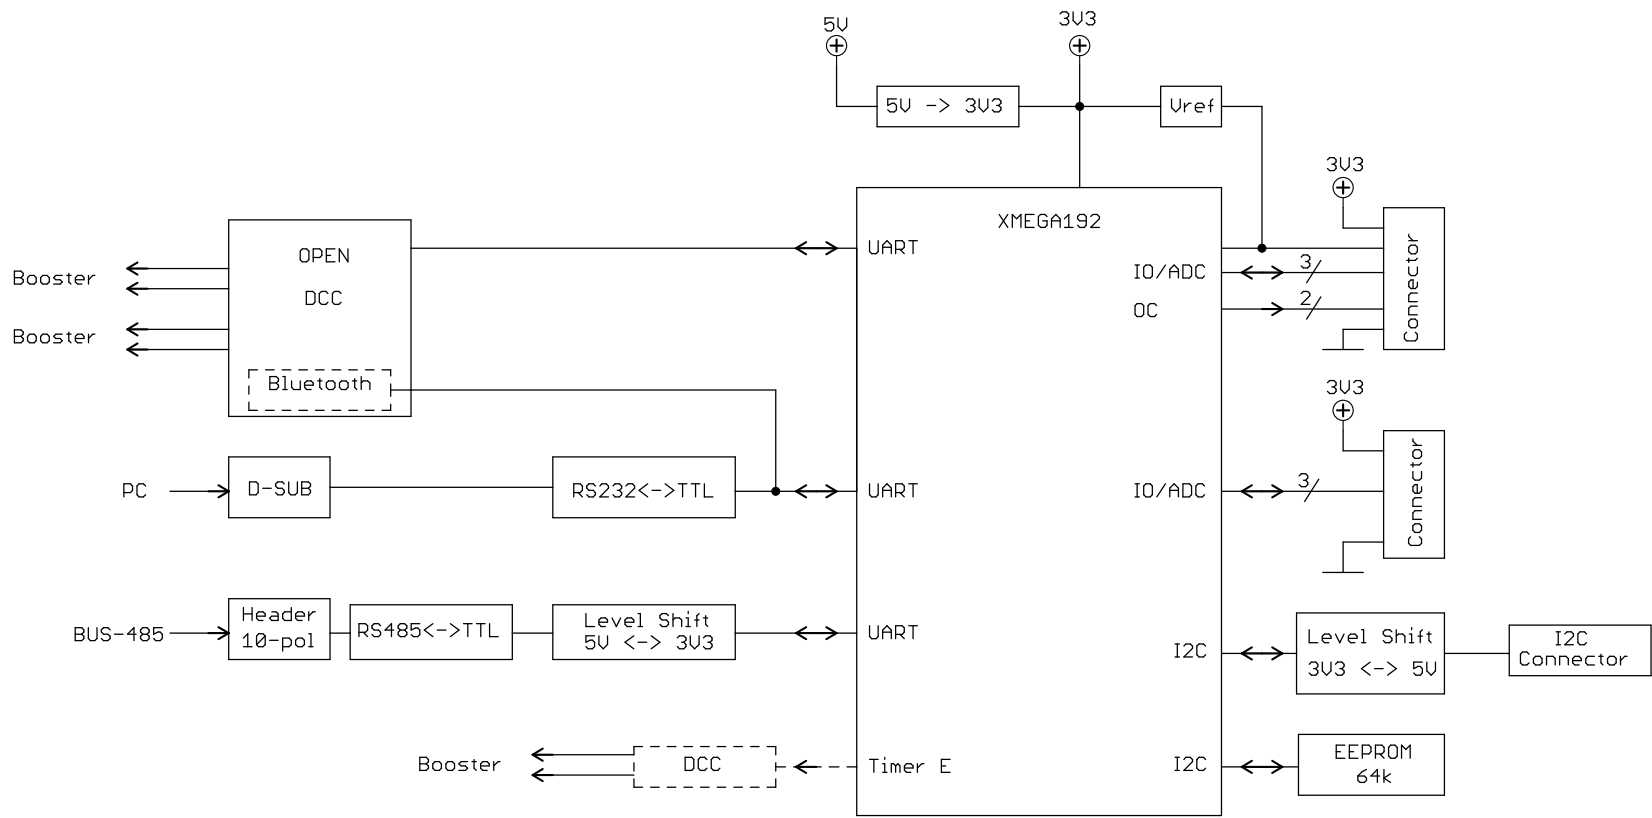 5V
3V3
5V -> 3V3
Vref
3V3
XMEGA192
OPEN
DCC
UART
Booster
Booster
IO/ADC
3
OC
2
Connector
Bluetooth
3V3
PC
D-SUB
RS232<->TTL
UART
IO/ADC
3
Connector
BUS-485
Header
10-pol
RS485<->TTL
Level Shift
5V <-> 3V3
UART
I2C
Level Shift
3V3 <-> 5V
I2C
Connector
Booster
DCC
Timer E
I2C
EEPROM
64k